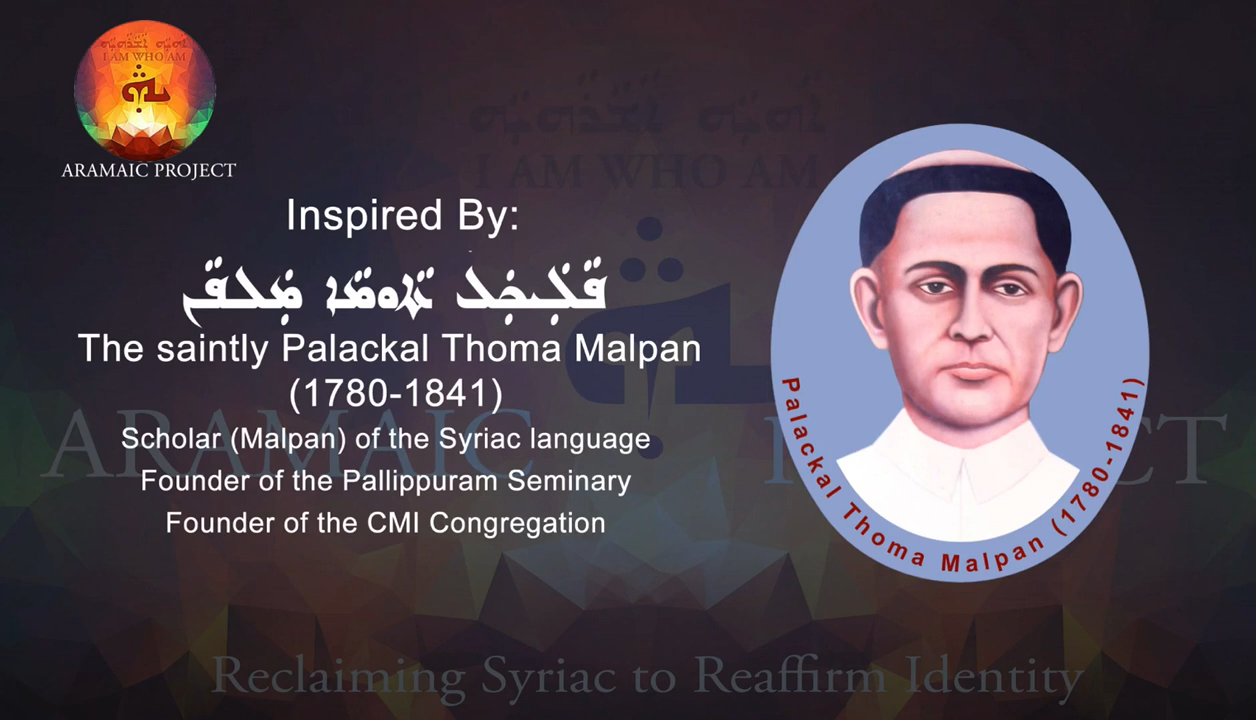 I AM WHO AM
ARAMAIC PROJECT
I AM WHO AM
Inspired By:
The saintly Palackal Thoma Malpan
(1780-1841)
Scholar (Malpan) of the Syriac language
Founder of the Pallippuram Seminary
Founder of the CMI Congregation
Palackal Thoma Malpan (1780-1841)
ARAMAIC
Reclaiming Syriac to Reaffirm Identity